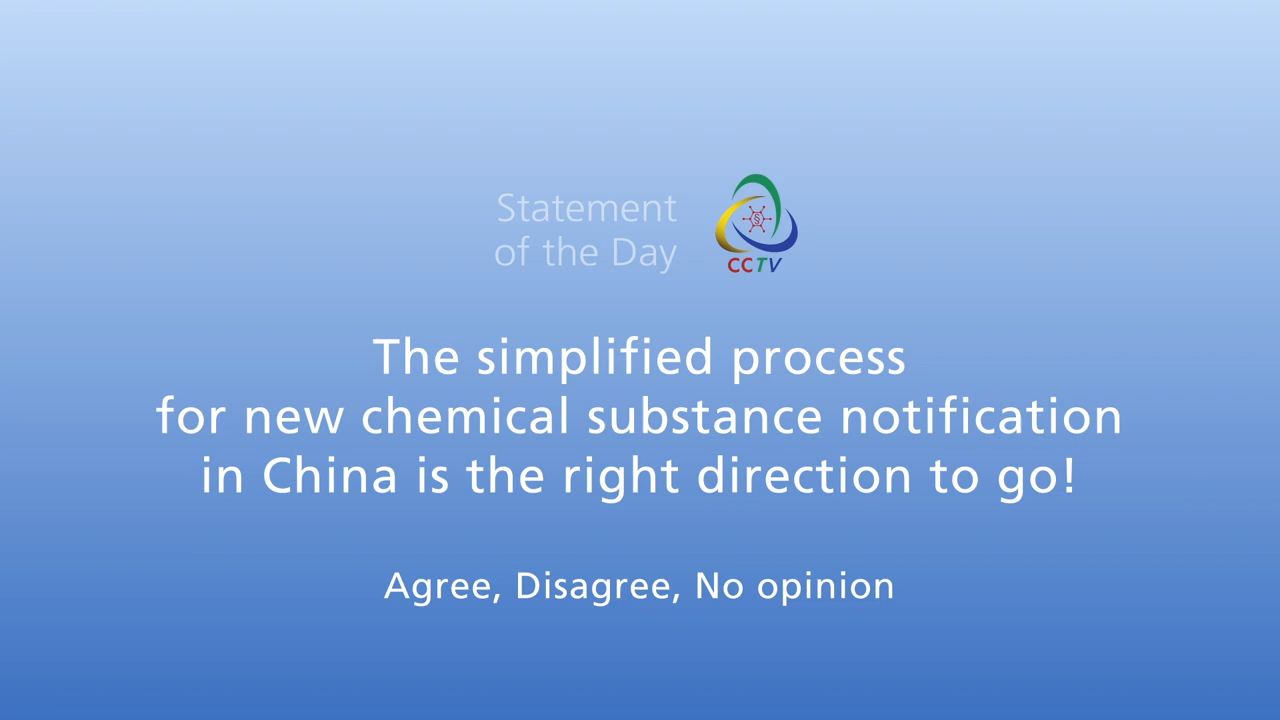 Statement
of the Day
§
CCTV
The simplified process
for new chemical substance notification
in China is the right direction to go!
Agree, Disagree, No opinion